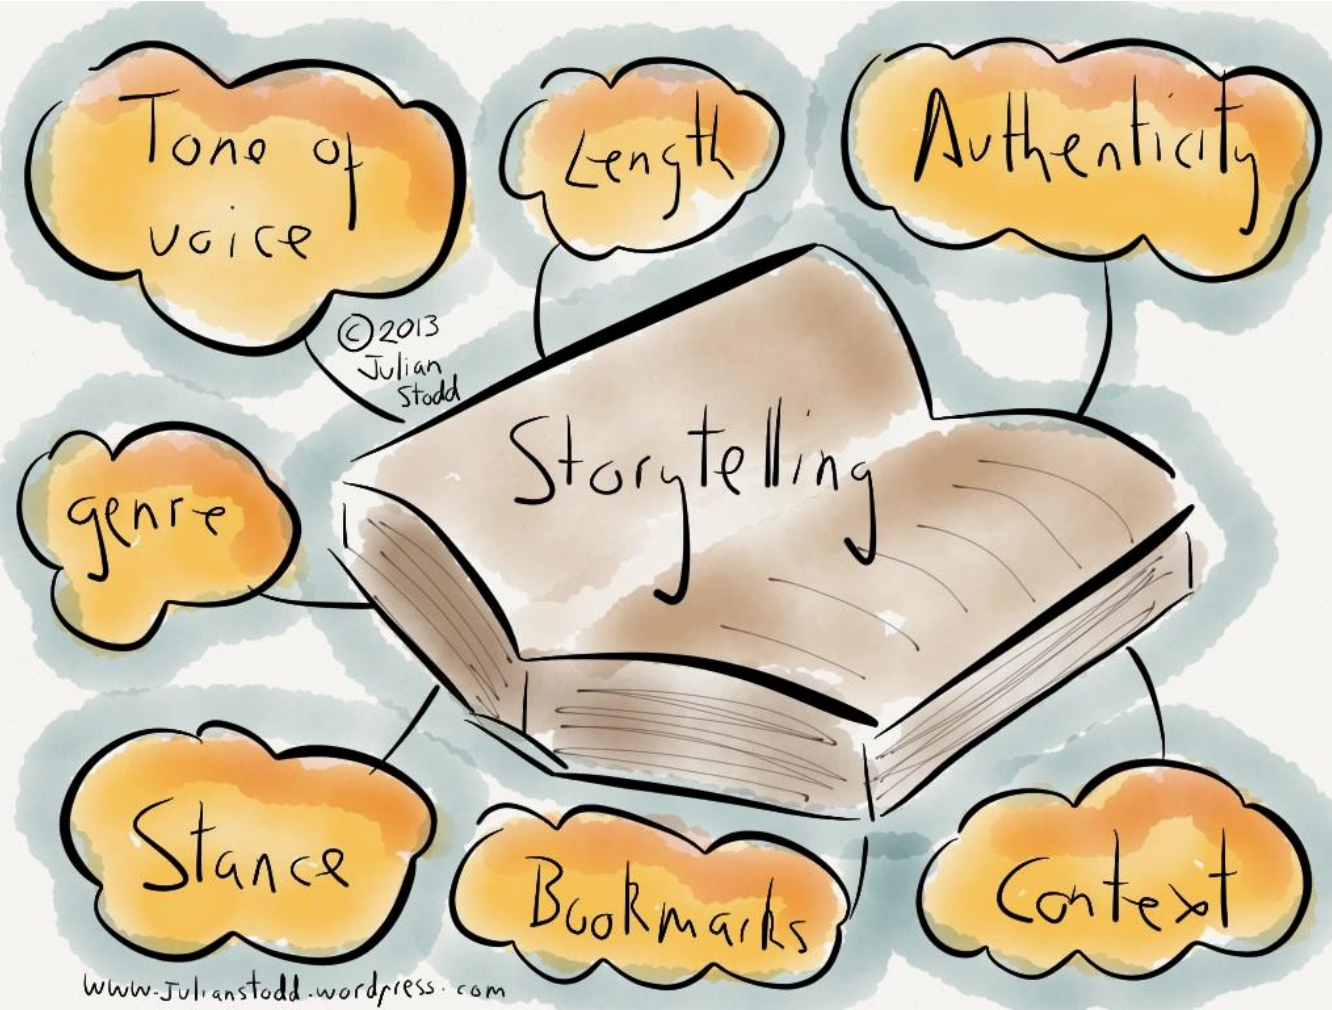 Tone of
voice
Length
Authenticity
© 2013
Julian
Stodd
Storytelling
genre
Stance
Bookmarks
Context
www.julianstodd.wordpress.com